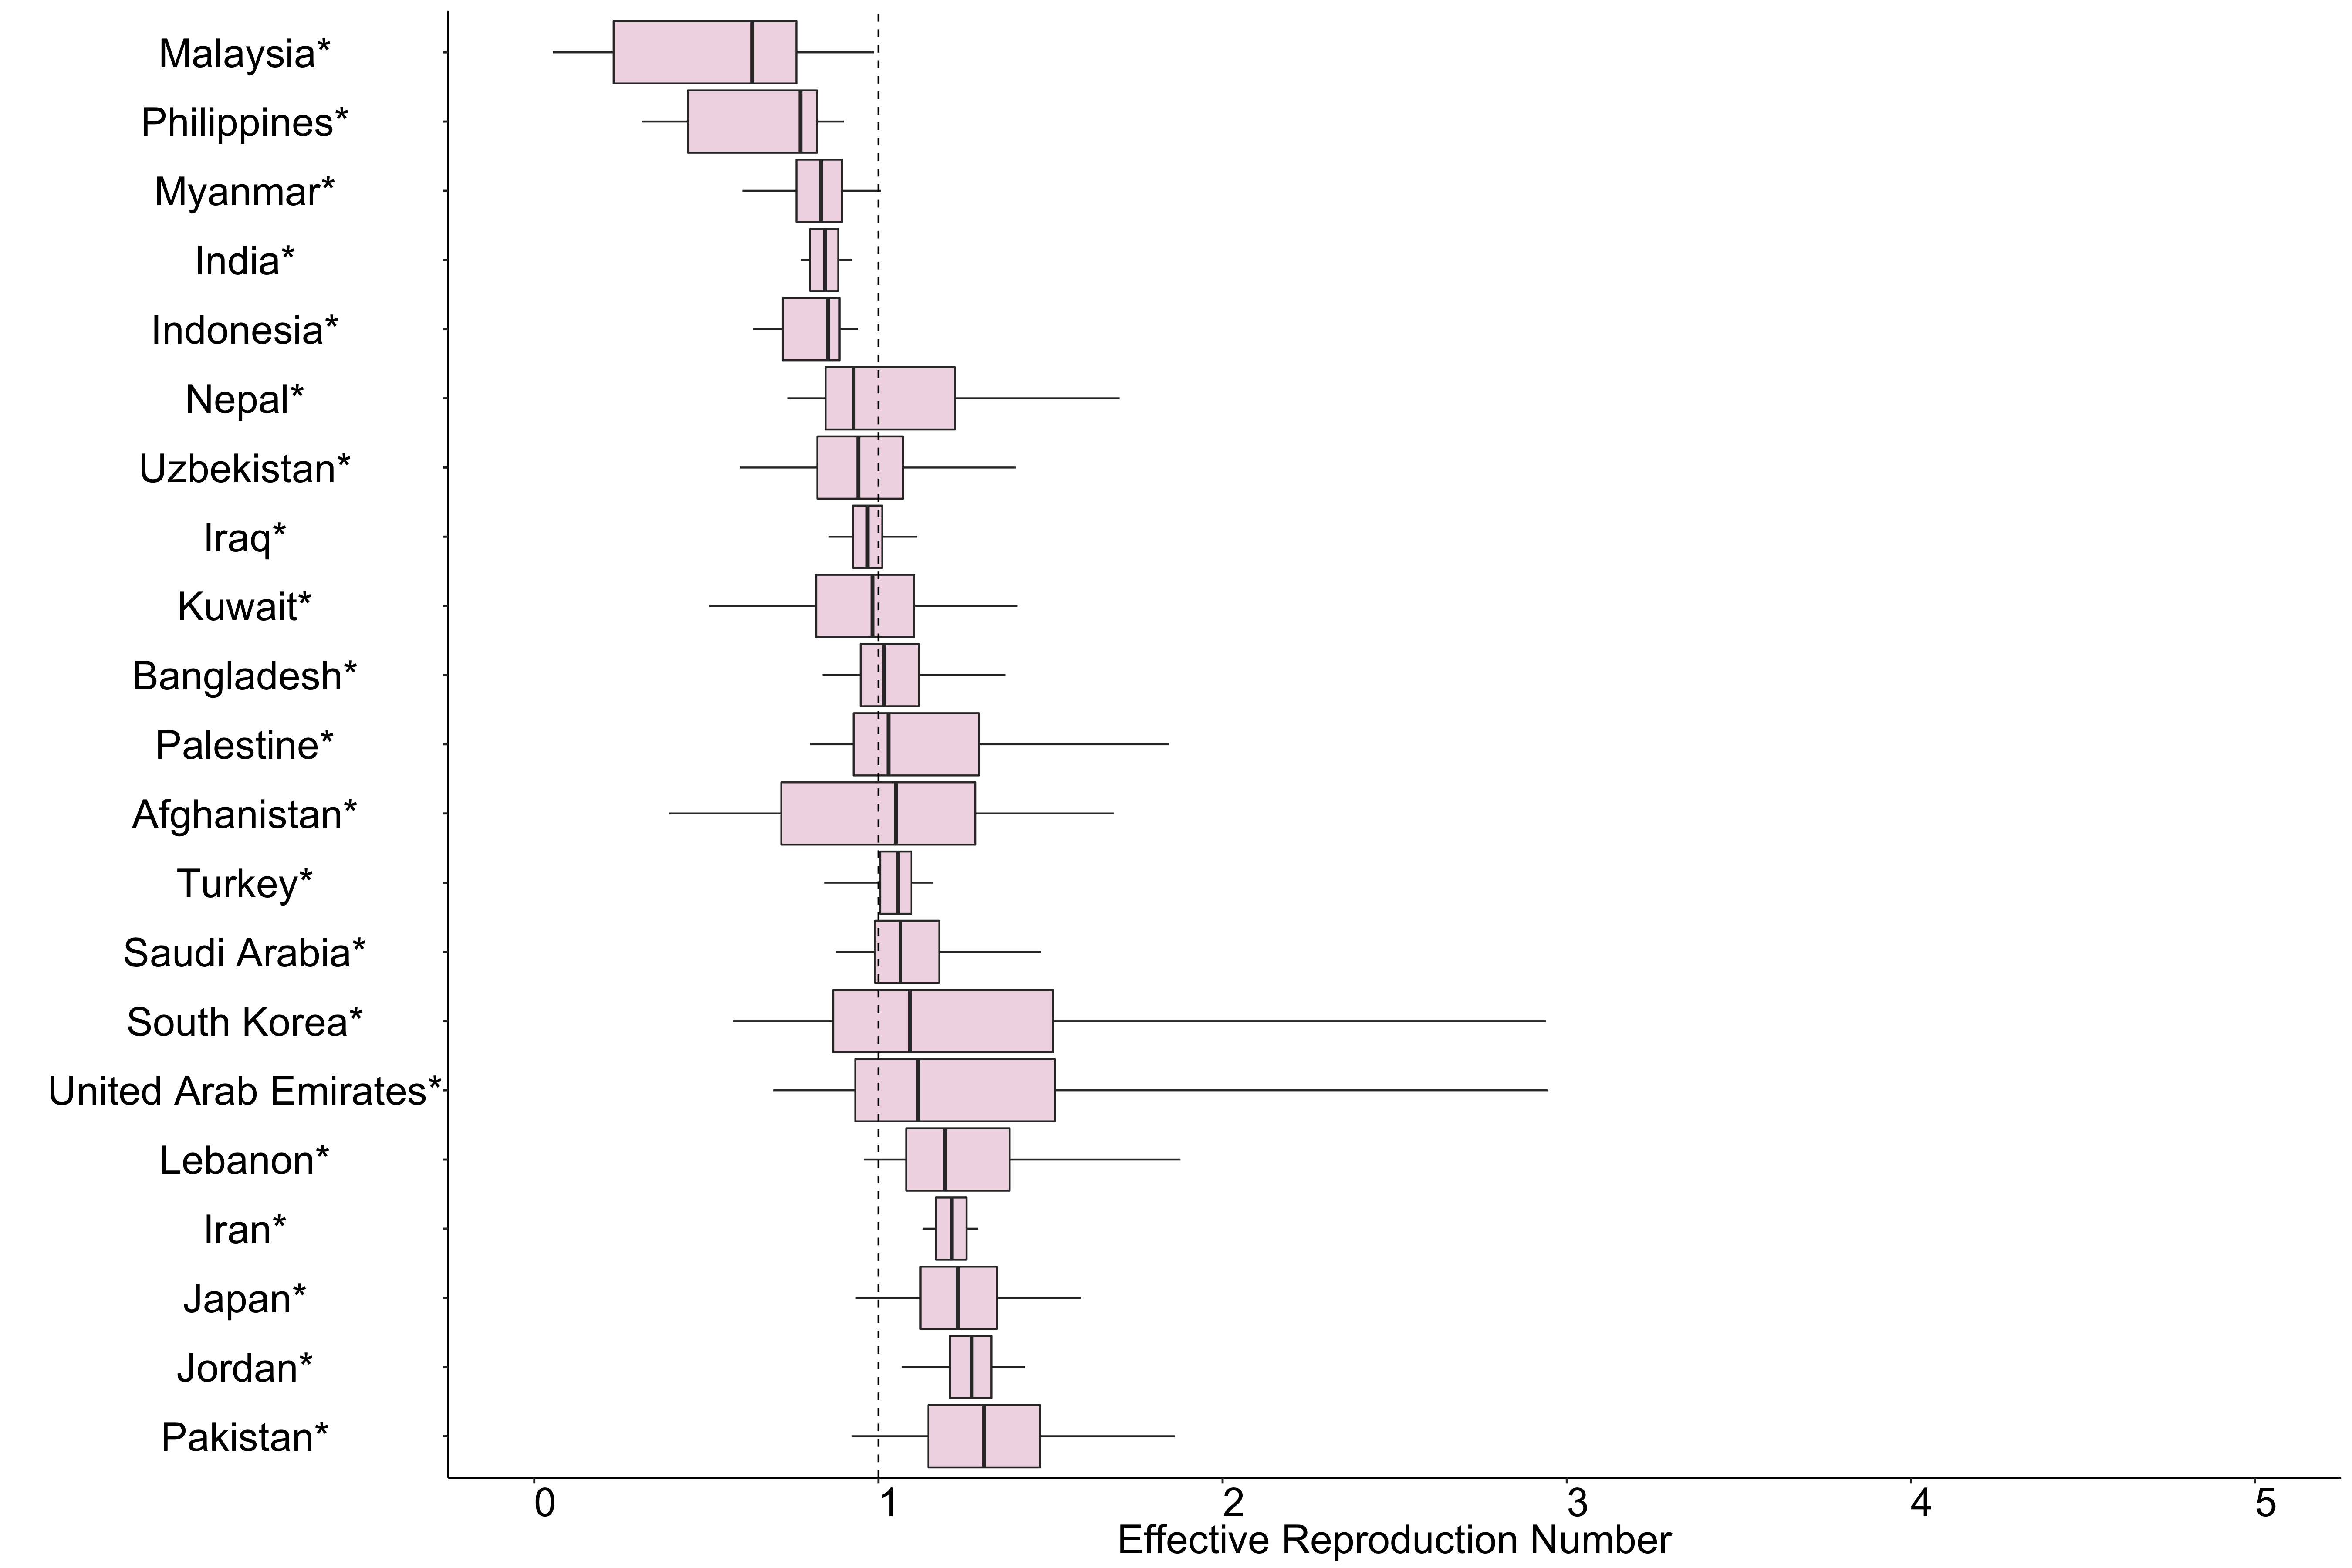 Malaysia*
Philippines*
Myanmar*
India*
Indonesia*
Nepal*
Uzbekistan*
Iraq*
Kuwait*
Bangladesh*
Palestine*
Afghanistan*
Turkey*
Saudi Arabia*
South Korea*
United Arab Emirates*
Lebanon*
Iran*
Japan*
Jordan*
Pakistan*
0 1 2 3 4 5
Effective Reproduction Number